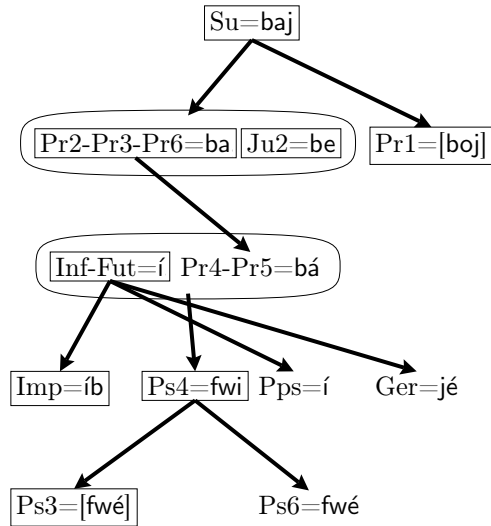 Su=baj
Pr2-Pr3-Pr6=ba Ju2=be Pr1=[boj]
Inf-Fut=í Pr4-Pr5=bá
Imp=íb Ps4=fwi Pps=í Ger=jé
Ps3=[fwé] Ps6=fwé